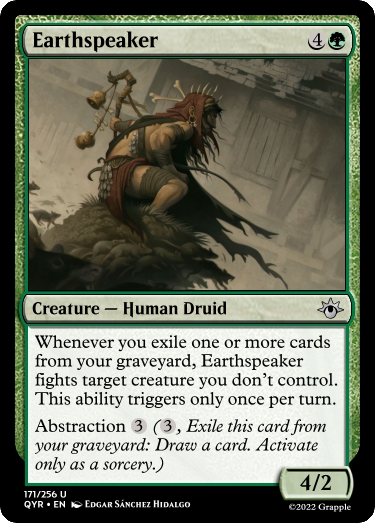 Earthspeaker 4
Creature — Human Druid
Whenever you exile one or more cards
from your graveyard, Earthspeaker
fights target creature you don't control.
This ability triggers only once per turn.
Abstraction 3 (3, Exile this card from
your graveyard: Draw a card. Activate
only as a sorcery.)
4/2
171/256 U
QYR • EN Edgar Sánchez Hidalgo
©2022 Grapple